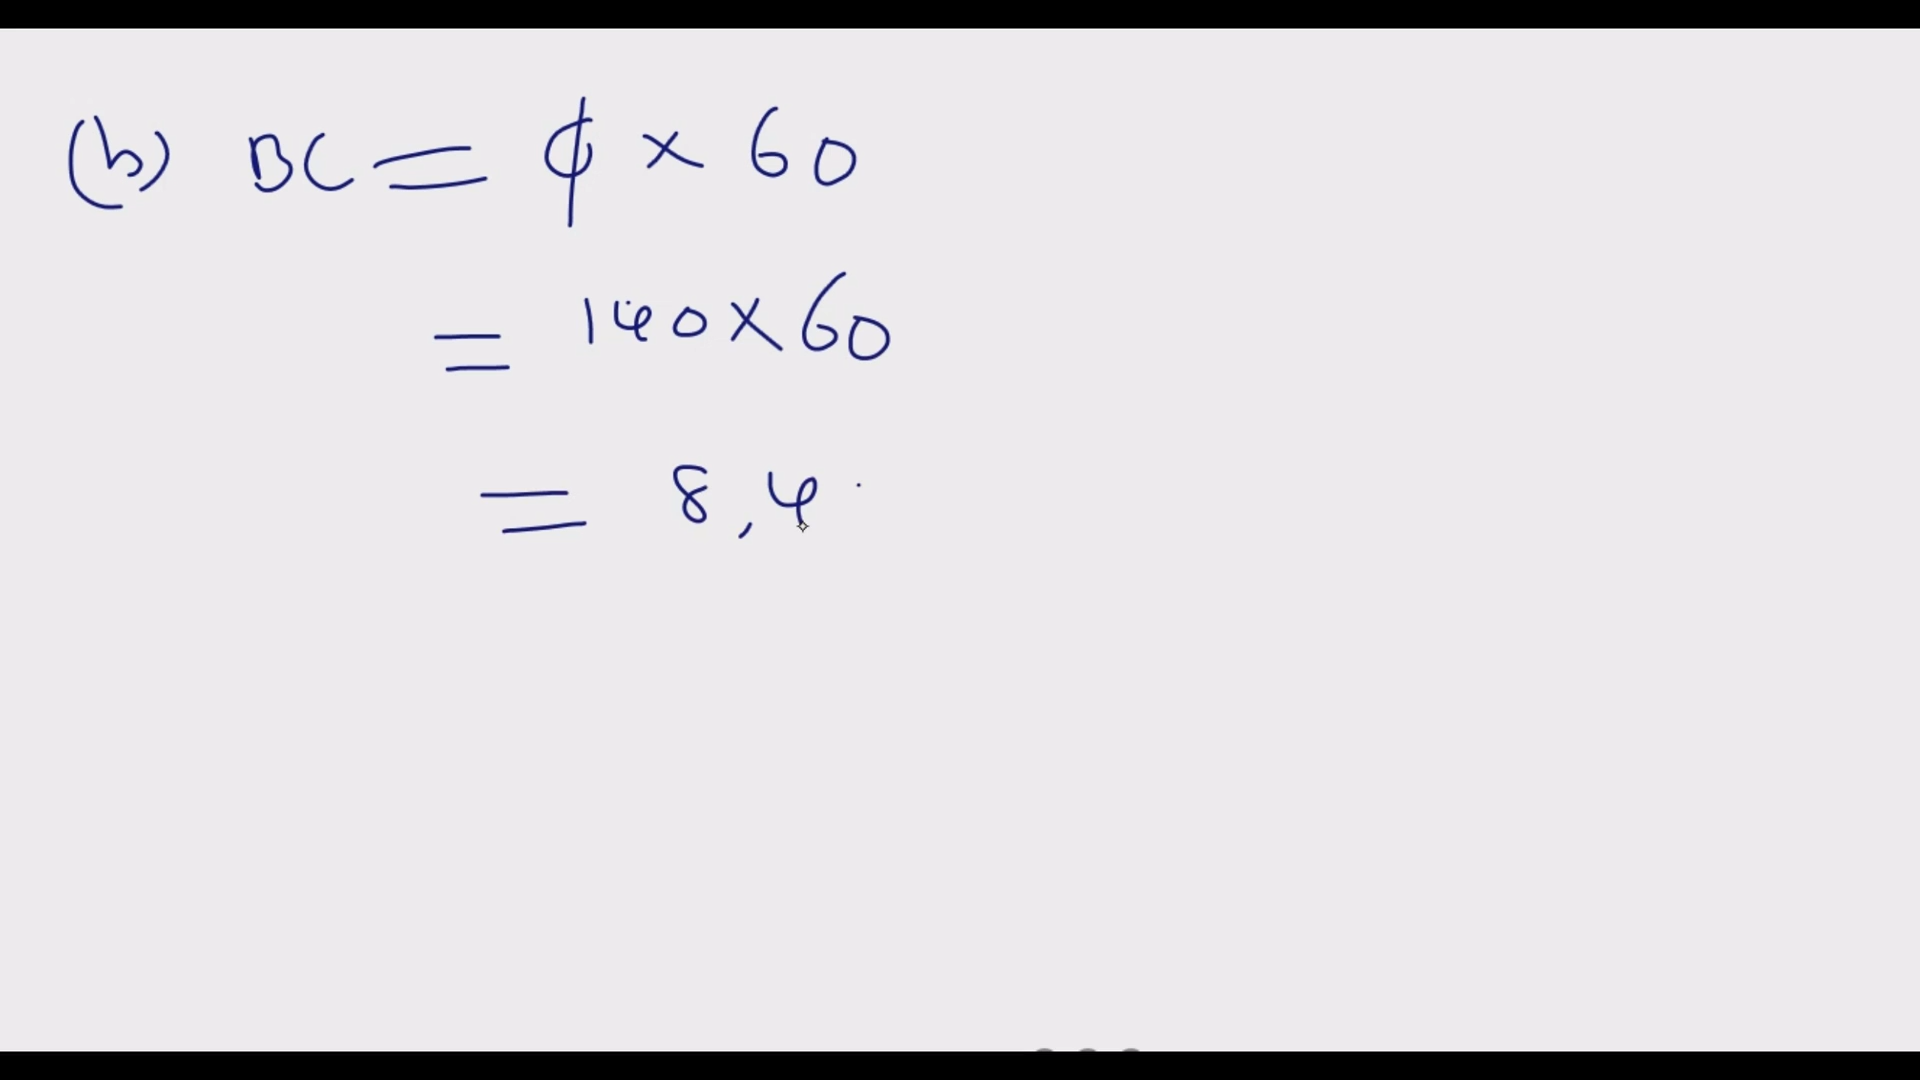 (b) BC = ϕ × 60
= 140 × 60
= 8,4